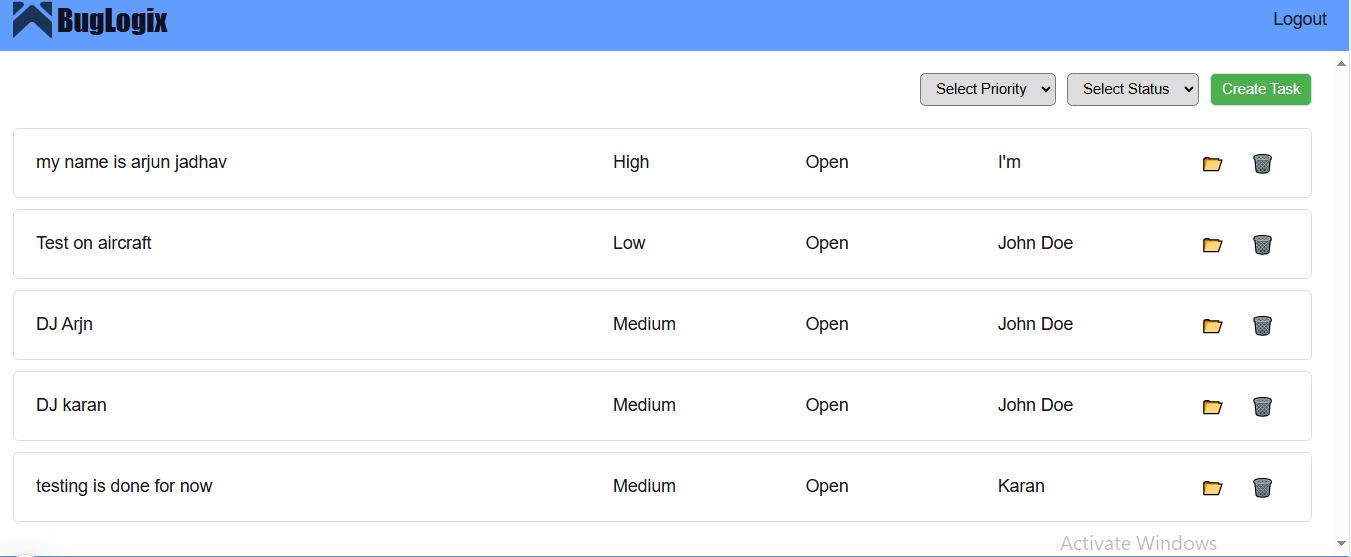 BugLogix Logout
Select Priority Select Status Create Task
my name is arjun jadhav High Open I'm
Test on aircraft Low Open John Doe
DJ Arjn Medium Open John Doe
DJ karan Medium Open John Doe
testing is done for now Medium Open Karan
Activate Windows